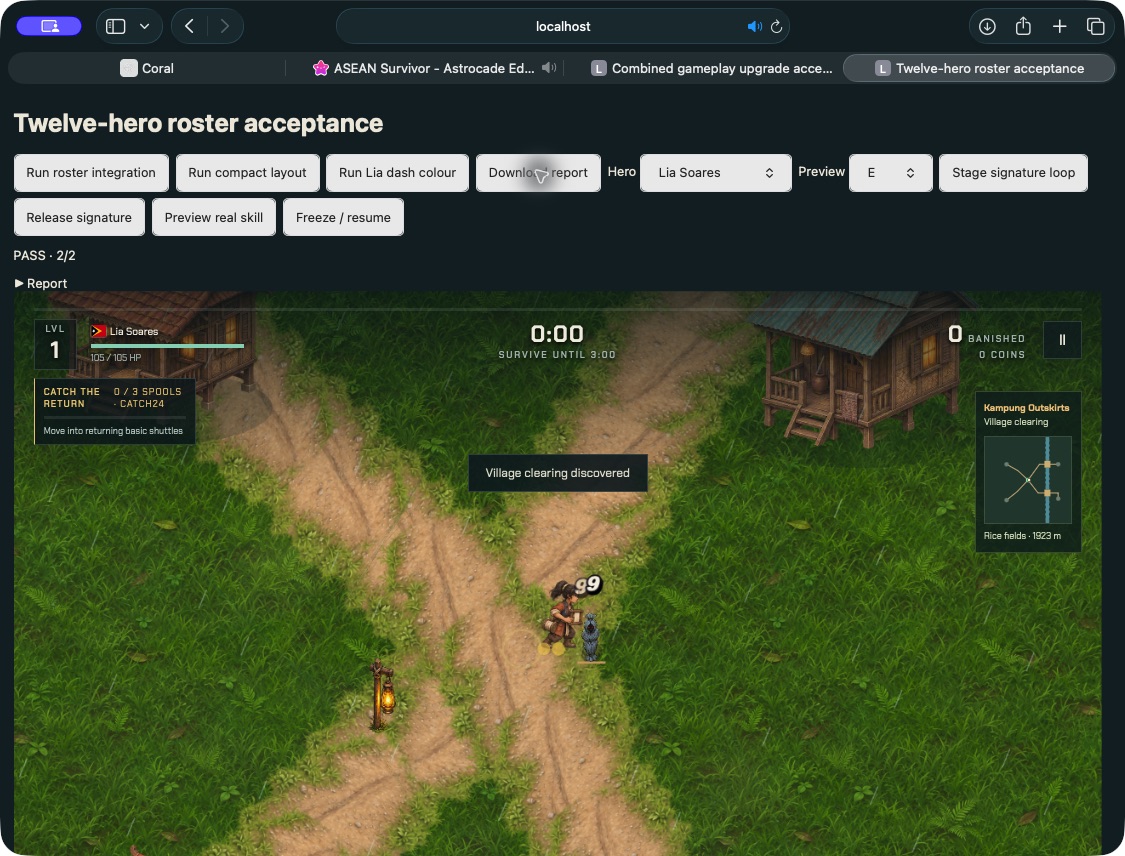 localhost
Coral
ASEAN Survivor - Astrocade Ed...
L Combined gameplay upgrade acce...
L Twelve-hero roster acceptance
Twelve-hero roster acceptance
Run roster integration
Run compact layout
Run Lia dash colour
Download report
Hero
Lia Soares
Preview
E
Stage signature loop
Release signature
Preview real skill
Freeze / resume
PASS · 2/2
Report
LVL
1
Lia Soares
105 / 105 HP
0:00
SURVIVE UNTIL 3:00
0 BANISHED
0 COINS
CATCH THE RETURN
0 / 3 SPOOLS · CATCH24
Move into returning basic shuttles
Kampung Outskirts
Village clearing
Rice fields · 1923 m
Village clearing discovered